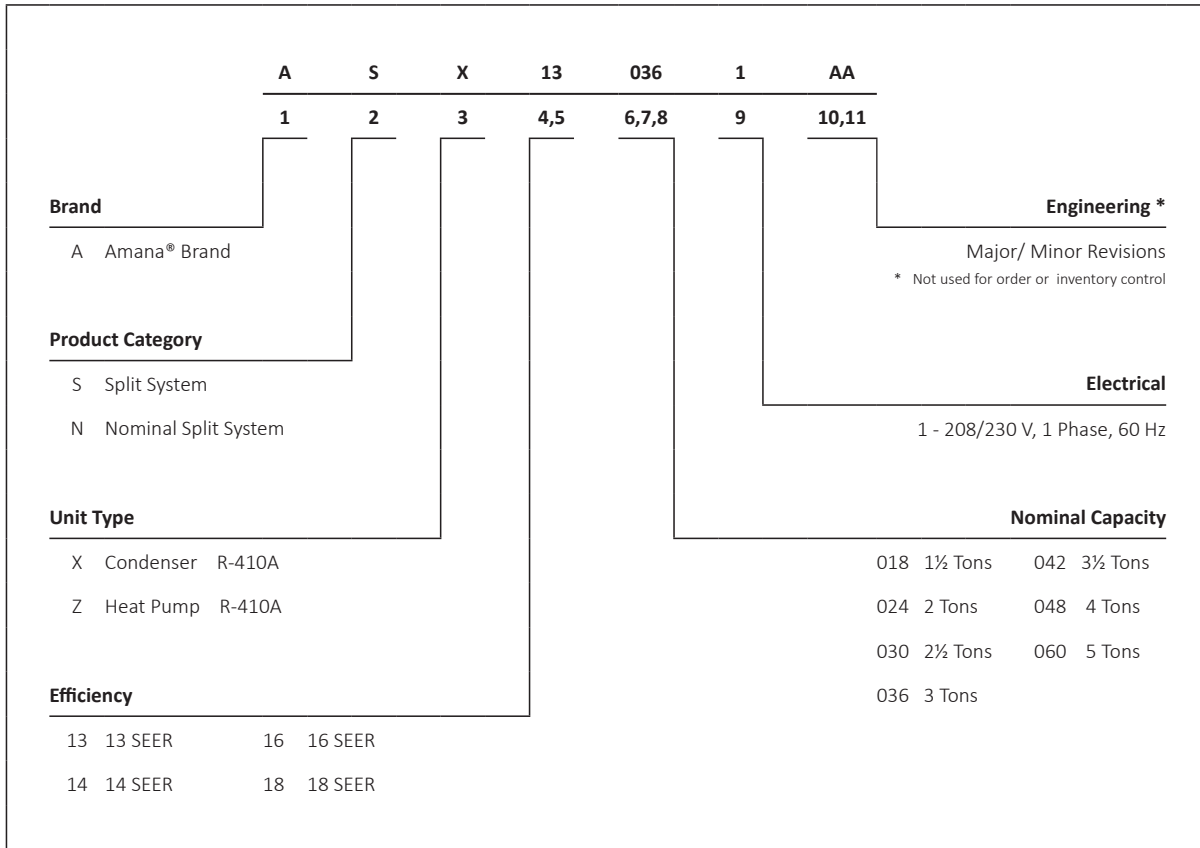 A S X 13 036 1 AA
1 2 3 4,5 6,7,8 9 10,11
Brand
A Amana® Brand
Product Category
S Split System
N Nominal Split System
Unit Type
X Condenser R-410A
Z Heat Pump R-410A
Efficiency
13 13 SEER 16 16 SEER
14 14 SEER 18 18 SEER
Engineering *
Major/ Minor Revisions
* Not used for order or inventory control
Electrical
1 - 208/230 V, 1 Phase, 60 Hz
Nominal Capacity
018 1½ Tons 042 3½ Tons
024 2 Tons 048 4 Tons
030 2½ Tons 060 5 Tons
036 3 Tons